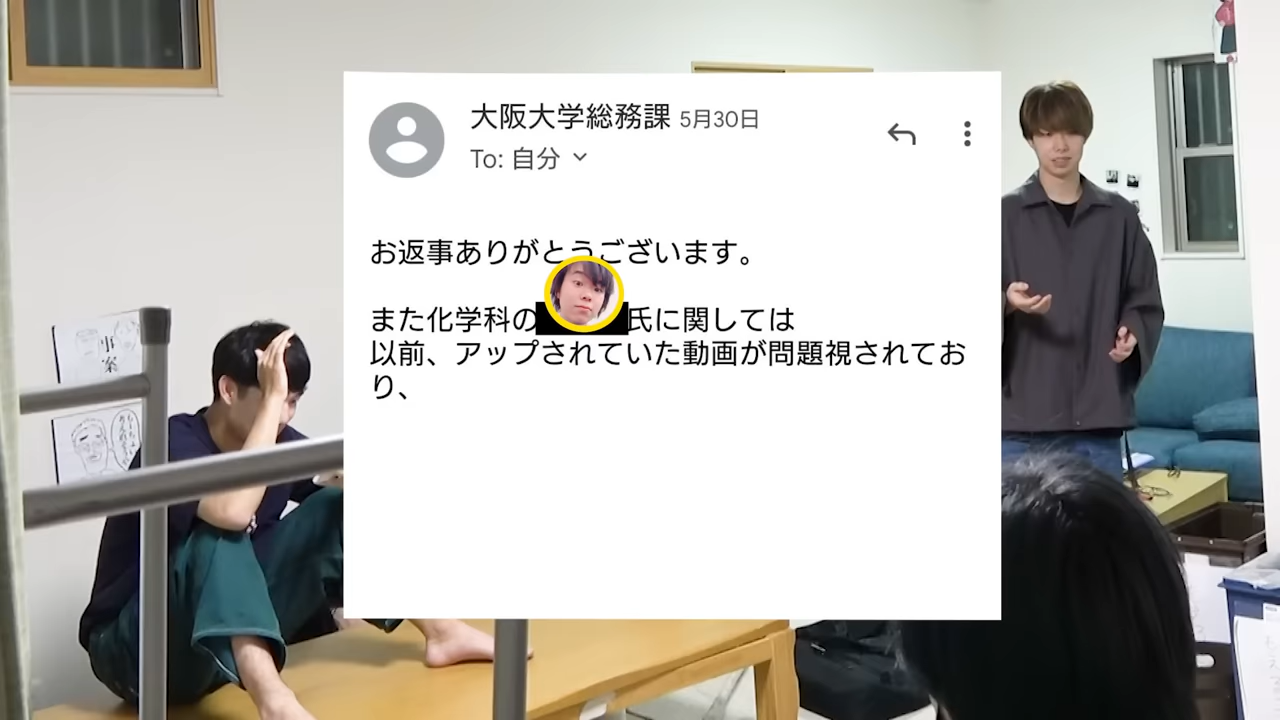 大阪大学総務課 5月30日
To: 自分
お返事ありがとうございます。
また化学科の
氏に関しては
以前、アップされていた動画が問題視されてお
り、
事案